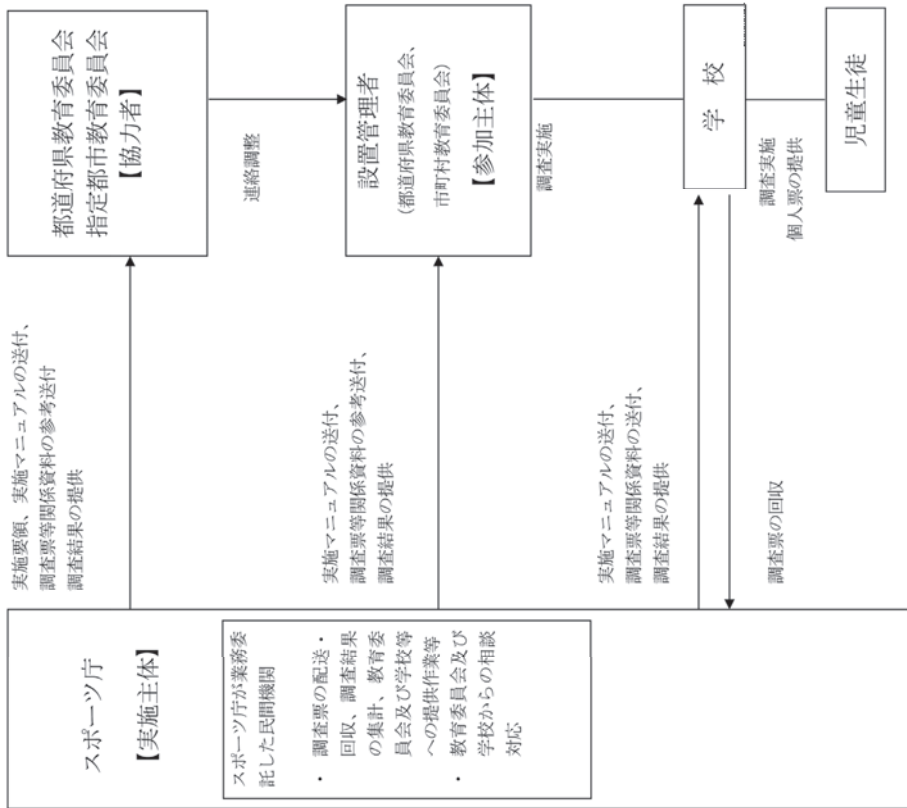 スポーツ庁
【実施主体】
スポーツ庁が業務委
託した民間機関
・ 調査票の配送・
回収、調査結果
の集計、教育委
員会及び学校等
への提供作業等
・ 教育委員会及び
学校からの相談
対応
実施要領、実施マニュアルの送付、
調査票等関係資料の参考送付
調査結果の提供
都道府県教育委員会
指定都市教育委員会
【協力者】
連絡調整
実施マニュアルの送付、
調査票等関係資料の参考送付、
調査結果の提供
設置管理者
(都道府県教育委員会、
市町村教育委員会)
【参加主体】
調査実施
実施マニュアルの送付、
調査票等関係資料の送付、
調査結果の提供
調査票の回収
学 校
調査実施
個人票の提供
児童生徒